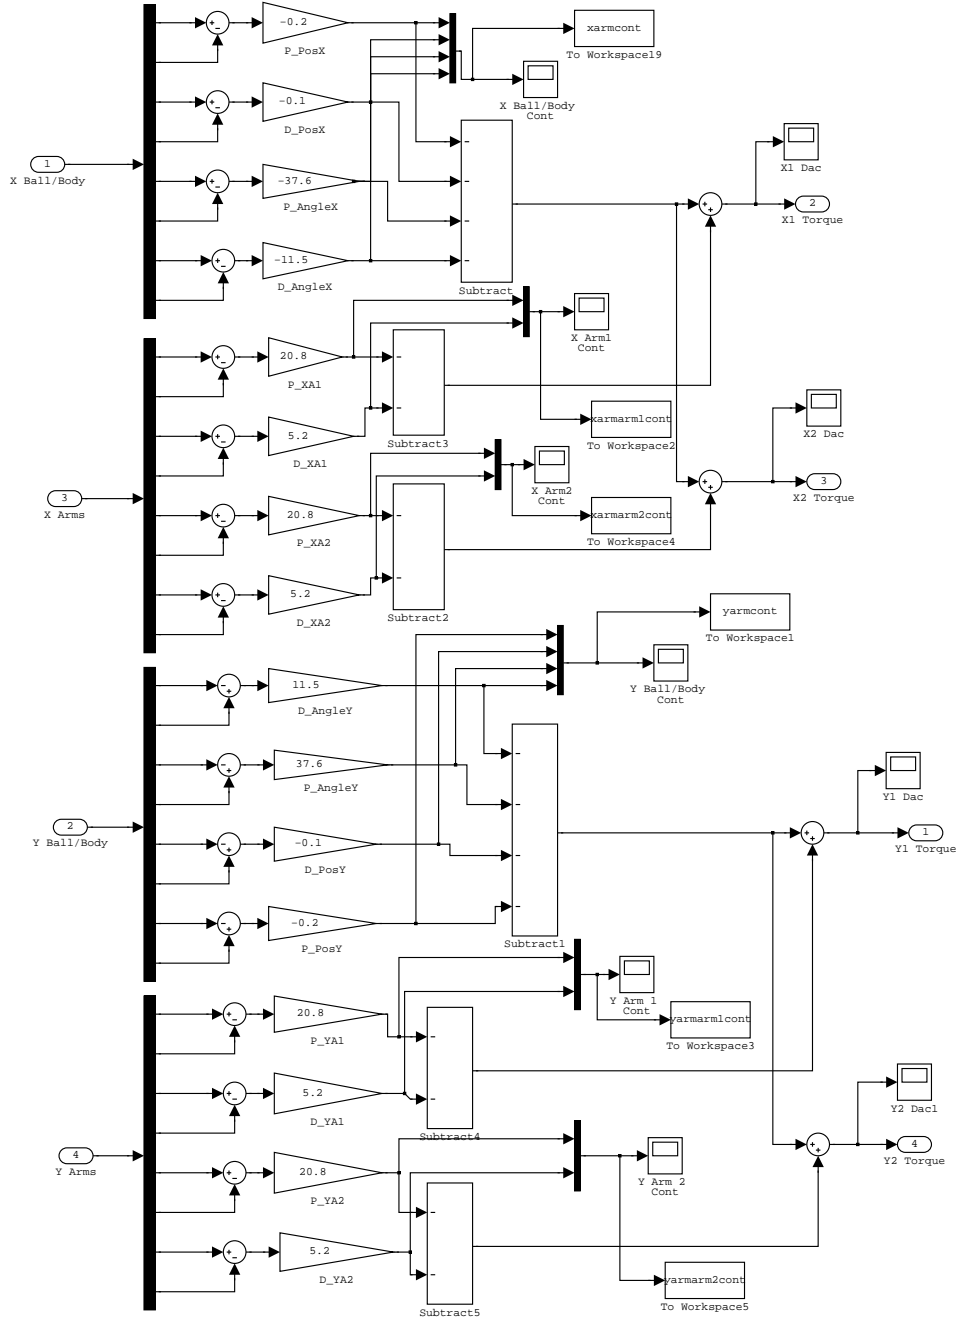 -0.2
P_PosX
xarmcont
To Workspace19
X Ball/Body
Cont
-0.1
D_PosX
1
X Ball/Body
-37.6
P_AngleX
X1 Dac
2
X1 Torque
-11.5
D_AngleX
Subtract
X Arm1
Cont
20.8
P_XA1
xarmarm1cont
To Workspace2
X2 Dac
5.2
D_XA1
Subtract3
X Arm2
Cont
3
X Arms
3
X2 Torque
20.8
P_XA2
xarmarm2cont
To Workspace4
5.2
D_XA2
Subtract2
yarmcont
To Workspace1
Y Ball/Body
Cont
11.5
D_AngleY
37.6
P_AngleY
Y1 Dac
2
Y Ball/Body
1
Y1 Torque
-0.1
D_PosY
-0.2
P_PosY
Subtract1
Y Arm 1
Cont
20.8
P_YA1
yarmarm1cont
To Workspace3
5.2
D_YA1
Y2 Dac1
Subtract4
4
Y Arms
4
Y2 Torque
20.8
P_YA2
Y Arm 2
Cont
5.2
D_YA2
yarmarm2cont
To Workspace5
Subtract5